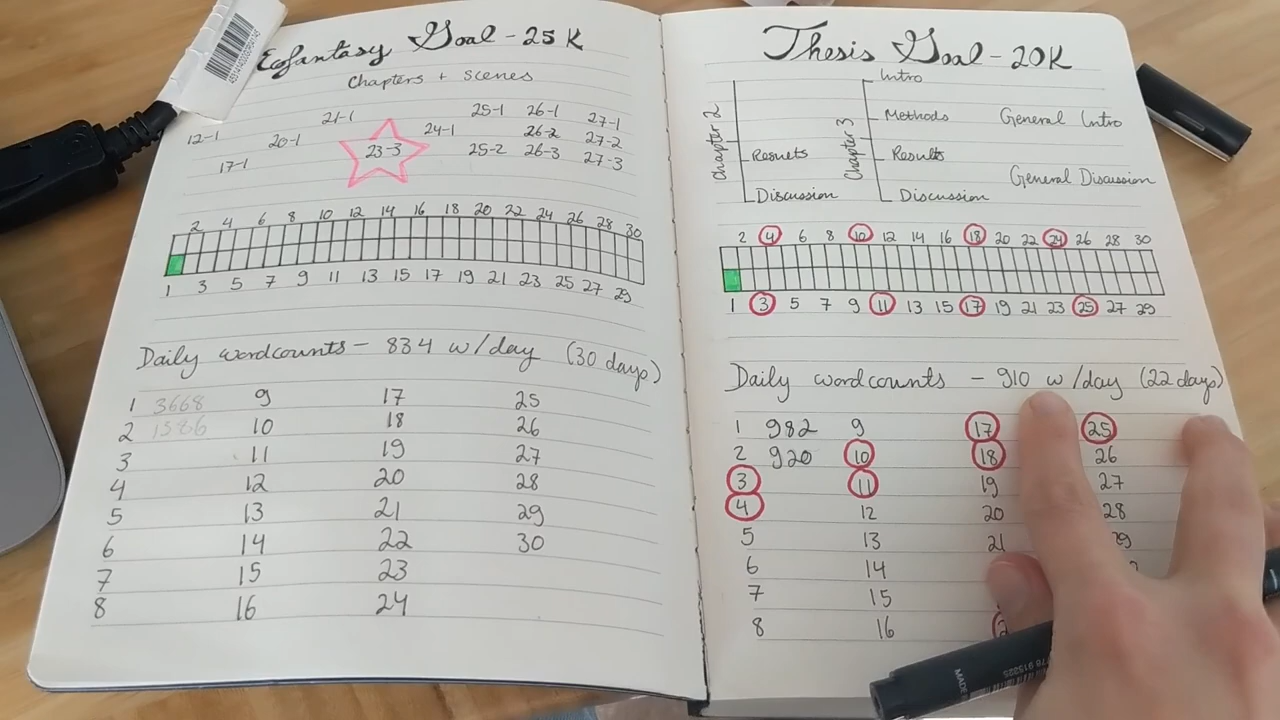 Ecofantasy Goal - 25K
Chapters + scenes
12-1 17-1 20-1 21-1 23-3 24-1 25-1 26-1 27-1
26-2 27-2
25-2 26-3 27-3
2 4 6 8 10 12 14 16 18 20 22 24 26 28 30
1 3 5 7 9 11 13 15 17 19 21 23 25 27 29
Daily wordcounts - 834 w/day (30 days)
1 3668 9 17 25
2 1586 10 18 26
3 11 19 27
4 12 20 28
5 13 21 29
6 14 22 30
7 15 23
8 16 24
Thesis Goal - 20K
Chapter 2
Results
Discussion
Chapter 3
Intro
Methods
Results
Discussion
General Intro
General Discussion
2 4 6 8 10 12 14 16 18 20 22 24 26 28 30
1 3 5 7 9 11 13 15 17 19 21 23 25 27 29
Daily wordcounts - 910 w/day (22 days)
1 982 9 17 25
2 920 10 18 26
3 11 19 27
4 12 20 28
5 13 21
6 14
7 15
8 16
MADE